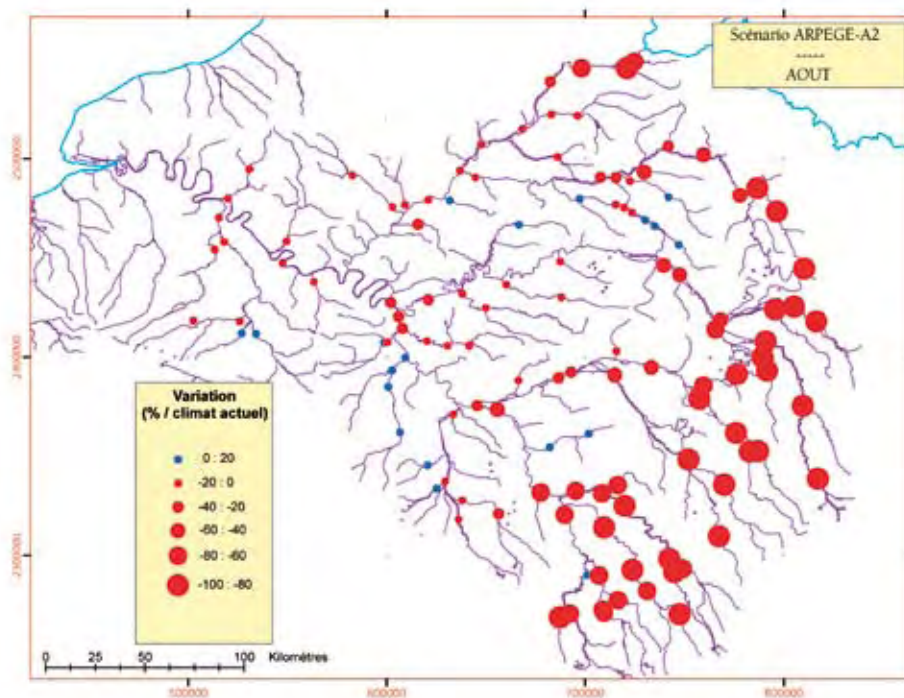 Scénario ARPEGE-A2
-----
AOUT
2500000
2400000
2300000
Variation
(% / climat actuel)
0 : 20
-20 : 0
-40 : -20
-60 : -40
-80 : -60
-100 : -80
0 25 50 100 Kilomètres
500000 600000 700000 800000